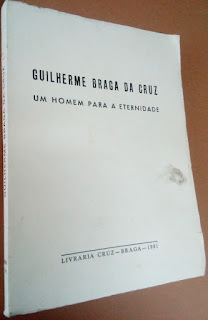 GUILHERME BRAGA DA CRUZ
UM HOMEM PARA A ETERNIDADE
LIVRARIA CRUZ — BRAGA — 1981